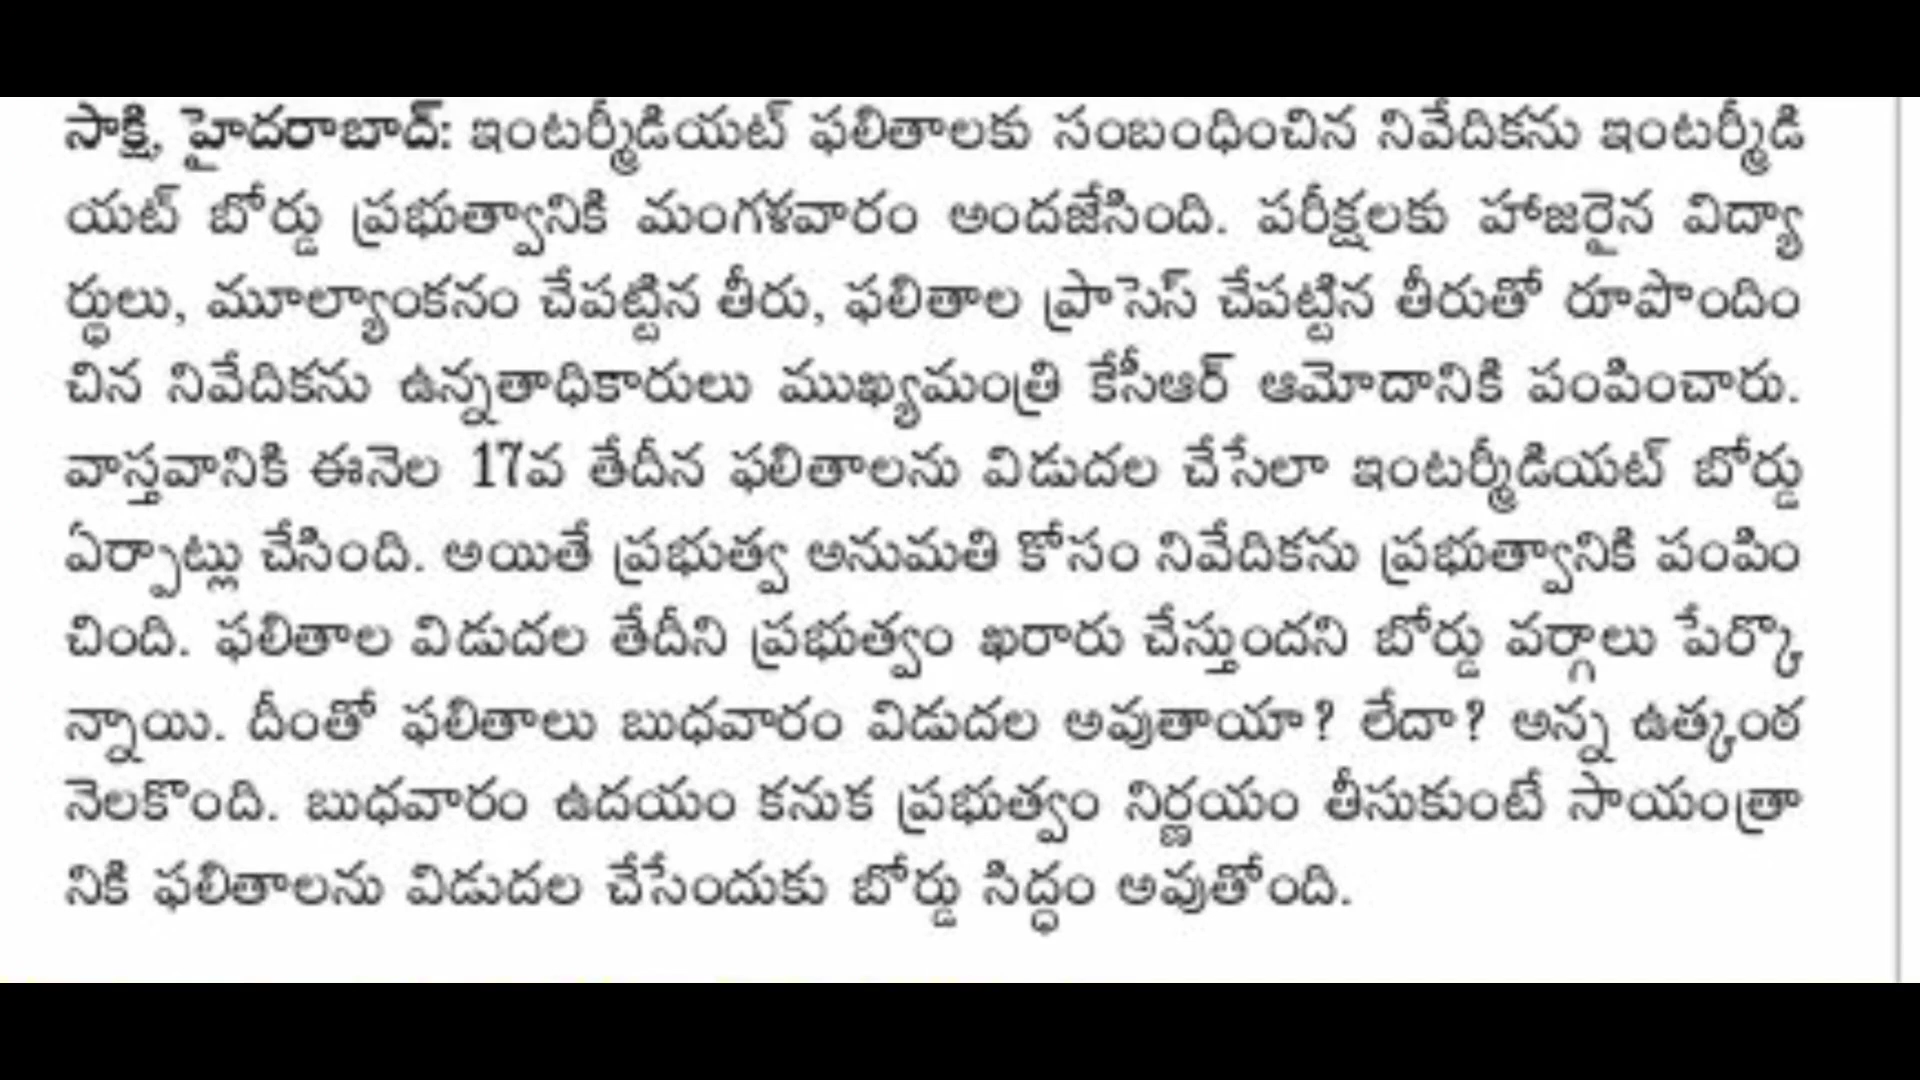 సాక్షి, హైదరాబాద్: ఇంటర్మీడియట్ ఫలితాలకు సంబంధించిన నివేదికను ఇంటర్మీడి
యట్ బోర్డు ప్రభుత్వానికి మంగళవారం అందజేసింది. పరీక్షలకు హాజరైన విద్యా
ర్థులు, మూల్యాంకనం చేపట్టిన తీరు, ఫలితాల ప్రాసెస్ చేపట్టిన తీరుతో రూపొందిం
చిన నివేదికను ఉన్నతాధికారులు ముఖ్యమంత్రి కేసీఆర్ ఆమోదానికి పంపించారు.
వాస్తవానికి ఈనెల 17వ తేదీన ఫలితాలను విడుదల చేసేలా ఇంటర్మీడియట్ బోర్డు
ఏర్పాట్లు చేసింది. అయితే ప్రభుత్వ అనుమతి కోసం నివేదికను ప్రభుత్వానికి పంపిం
చింది. ఫలితాల విడుదల తేదీని ప్రభుత్వం ఖరారు చేస్తుందని బోర్డు వర్గాలు పేర్కొ
న్నాయి. దీంతో ఫలితాలు బుధవారం విడుదల అవుతాయా? లేదా? అన్న ఉత్కంఠ
నెలకొంది. బుధవారం ఉదయం కనుక ప్రభుత్వం నిర్ణయం తీసుకుంటే సాయంత్రా
నికి ఫలితాలను విడుదల చేసేందుకు బోర్డు సిద్ధం అవుతోంది.